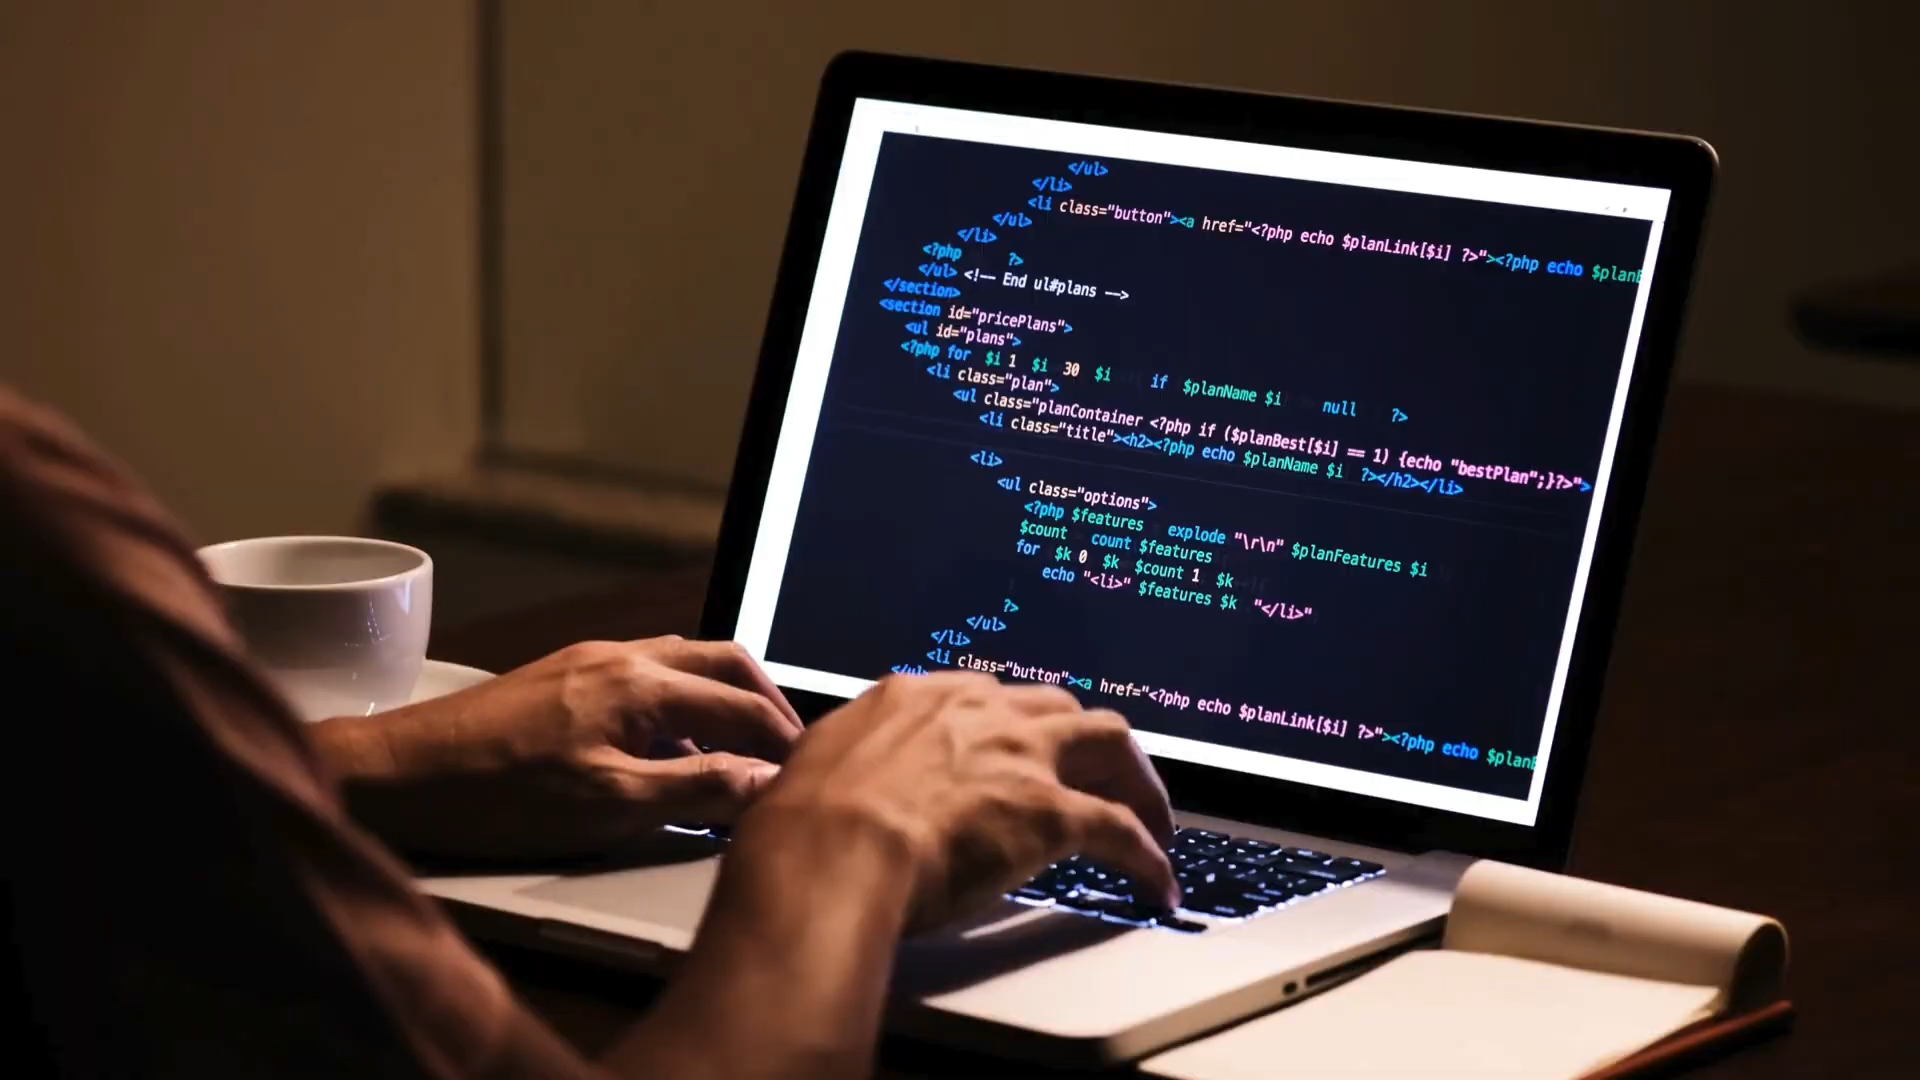 </ul>
</li>
<li class="button"><a href="<?php echo $planLink[$i] ?>"><?php echo
</ul>
</li>
<?php ?>
</ul> <!-- End ul#plans -->
</section>
<section id="pricePlans">
<ul id="plans">
<?php for $i 1 $i 30 $i if $planName $i null ?>
<li class="plan">
<ul class="planContainer <?php if ($planBest[$i] == 1) {echo "bestPlan";}?>">
<li class="title"><h2><?php echo $planName $i ?></h2></li>
<li>
<ul class="options">
<?php $features explode "\r\n" $planFeatures $i
$count count $features
for $k 0 $k $count 1 $k
echo "<li>" $features $k "</li>"
?>
</ul>
</li>
<li class="button"><a href="<?php echo $planLink[$i] ?>"><?php echo